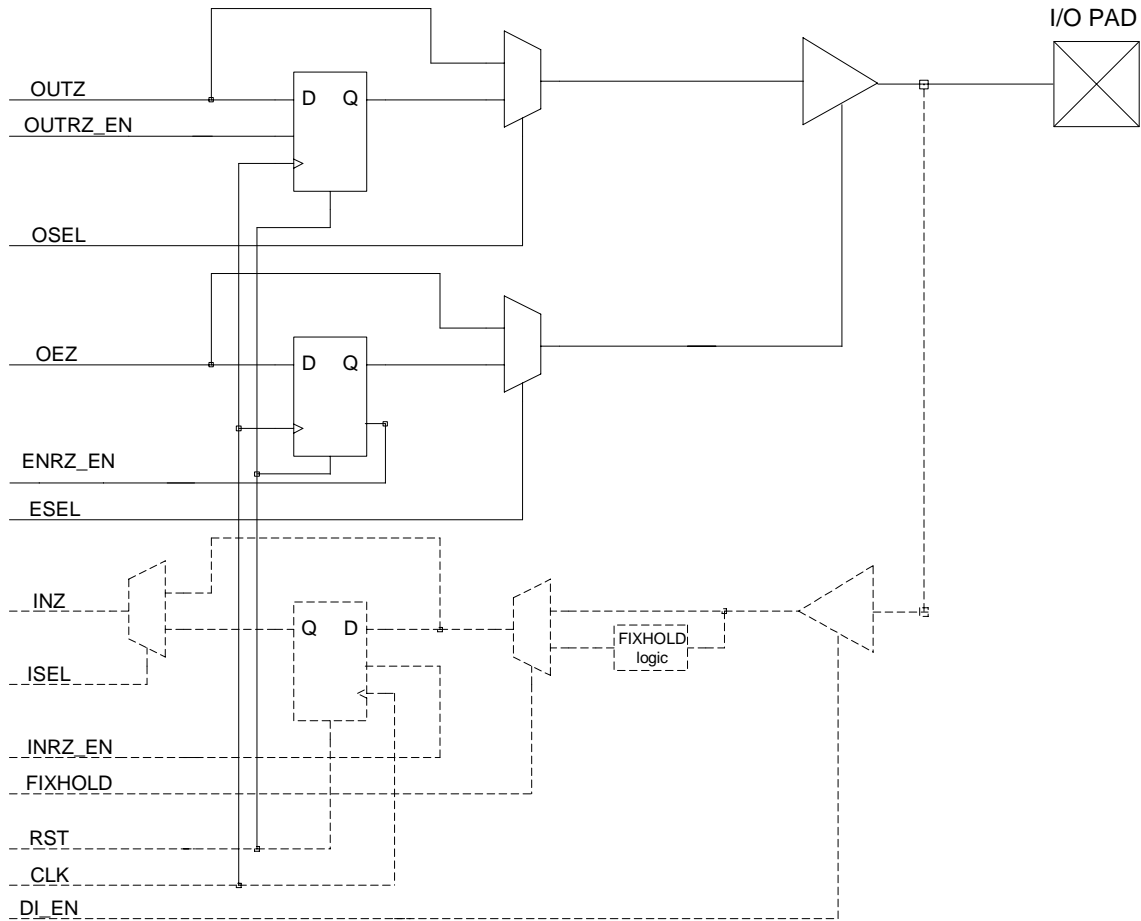 I/O PAD
OUTZ
D Q
OUTRZ_EN
OSEL
OEZ
D Q
ENRZ_EN
ESEL
INZ
Q D
FIXHOLD
logic
ISEL
INRZ_EN
FIXHOLD
RST
CLK
DI_EN